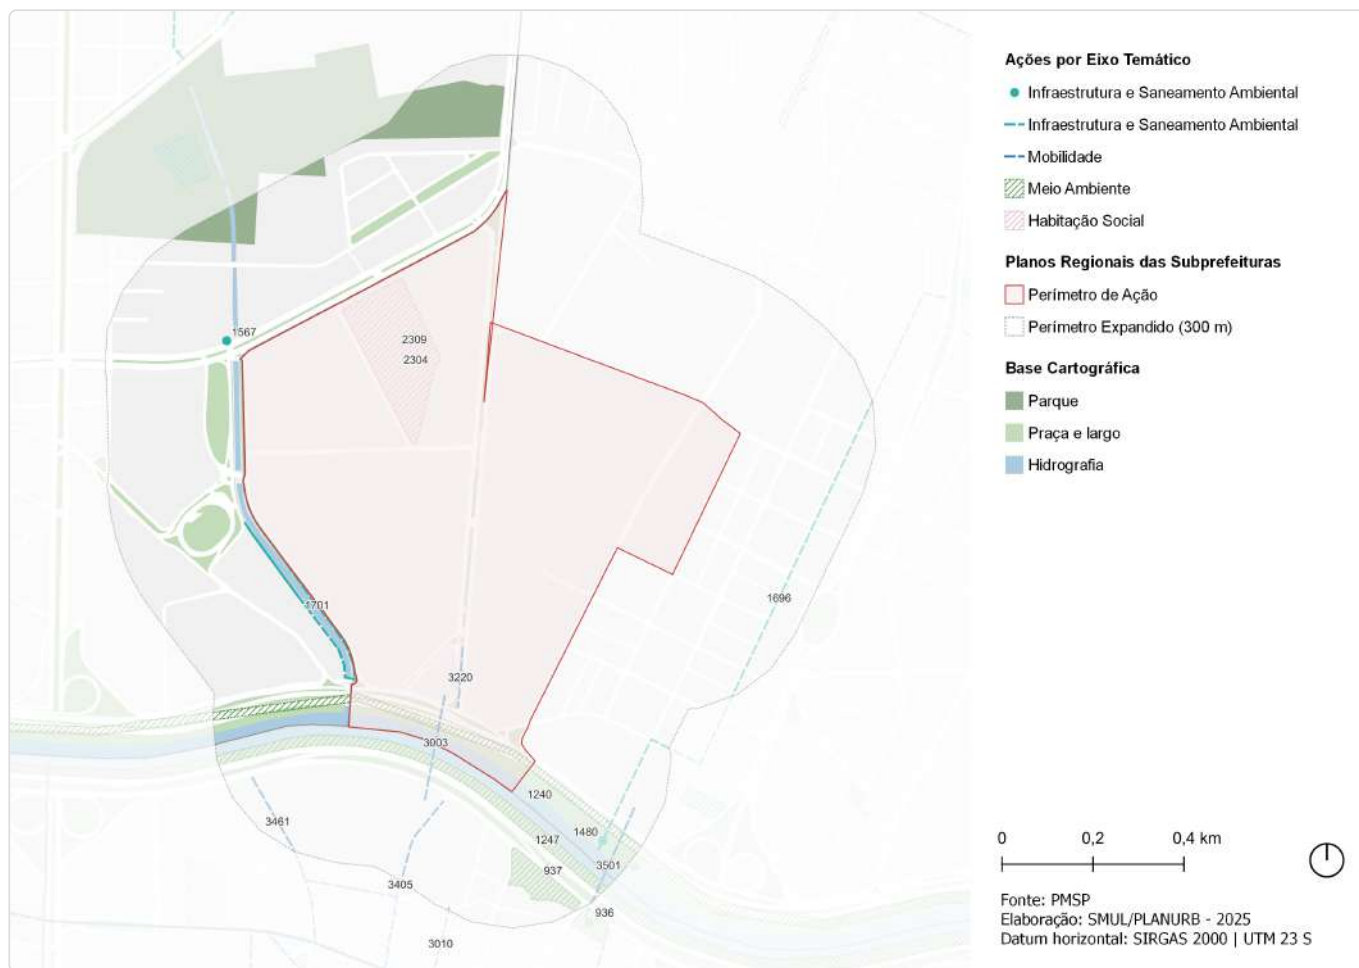 Ações por Eixo Temático
Infraestrutura e Saneamento Ambiental
Infraestrutura e Saneamento Ambiental
Mobilidade
Meio Ambiente
Habitação Social
Planos Regionais das Subprefeituras
Perímetro de Ação
Perímetro Expandido (300 m)
Base Cartográfica
Parque
Praça e largo
Hidrografia
1567
2309
2304
1701
1696
3220
3003
1240
3461
1480
1247
3501
937
3405
936
3010
0 0,2 0,4 km
Fonte: PMSP
Elaboração: SMUL/PLANURB - 2025
Datum horizontal: SIRGAS 2000 | UTM 23 S